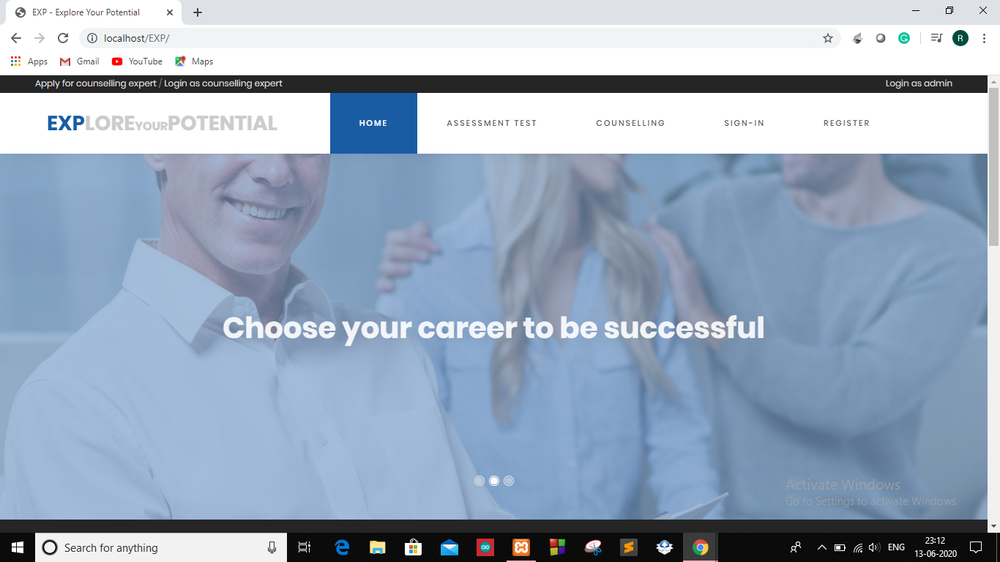 EXP - Explore Your Potential
localhost/EXP/
R
Apps Gmail YouTube Maps
Apply for counselling expert / Login as counselling expert Login as admin
EXPLOREYOURPOTENTIAL HOME ASSESSMENT TEST COUNSELLING SIGN-IN REGISTER
Choose your career to be successful
Activate Windows
Go to Settings to activate Windows.
Search for anything
ENG
23:12
13-06-2020